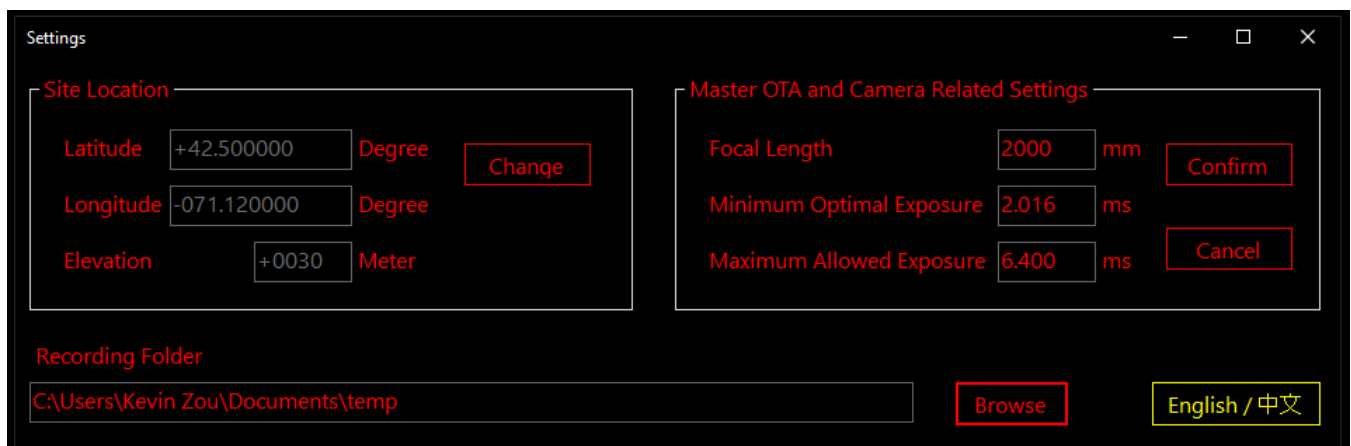 Settings
Site Location
Latitude +42.500000 Degree
Change
Longitude -071.120000 Degree
Elevation +0030 Meter
Master OTA and Camera Related Settings
Focal Length 2000 mm
Confirm
Minimum Optimal Exposure 2.016 ms
Maximum Allowed Exposure 6.400 ms
Cancel
Recording Folder
C:\Users\Kevin Zou\Documents\temp
Browse
English / 中文